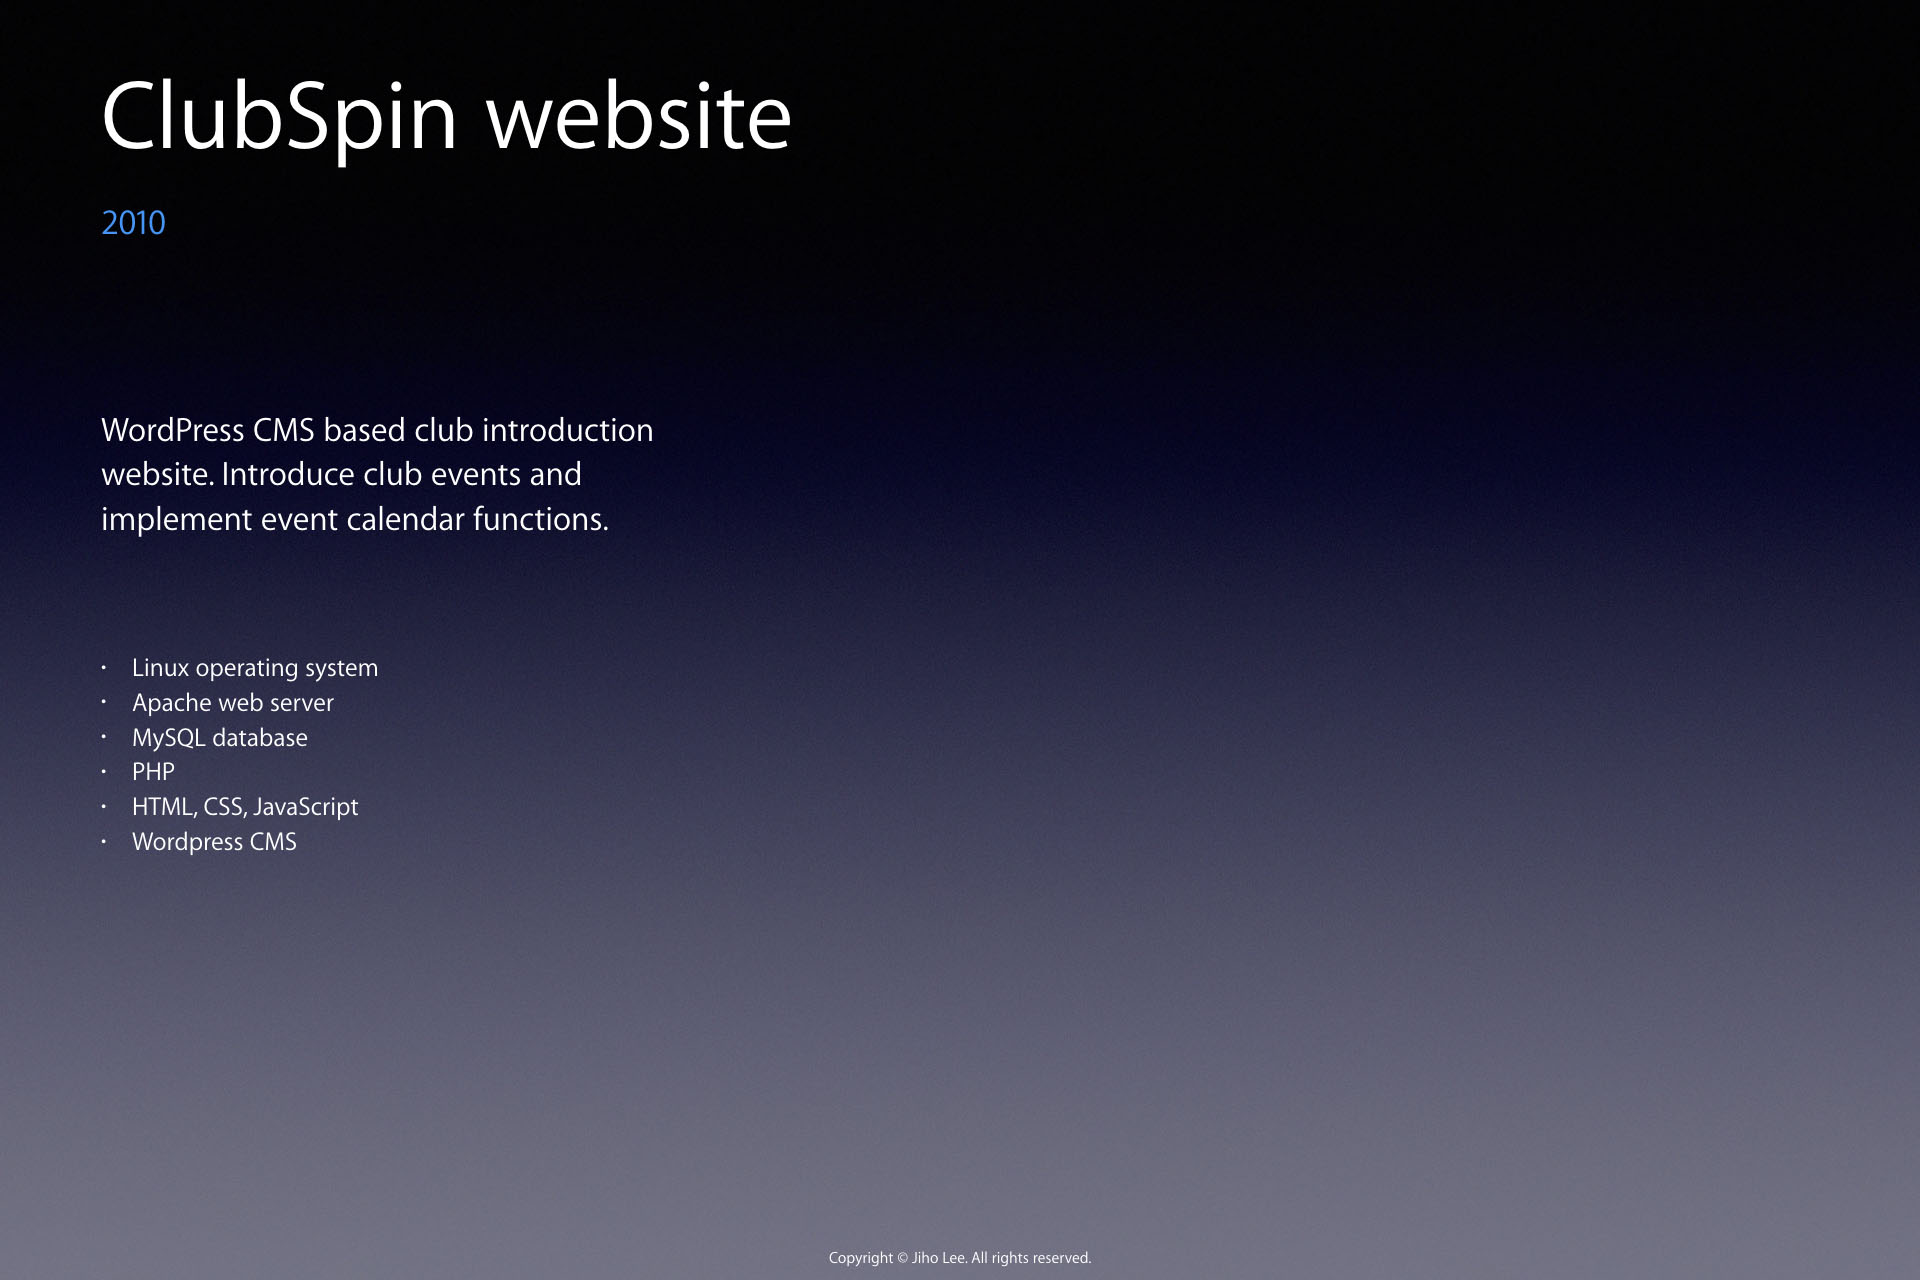 ClubSpin website
2010
WordPress CMS based club introduction
website. Introduce club events and
implement event calendar functions.
• Linux operating system
• Apache web server
• MySQL database
• PHP
• HTML, CSS, JavaScript
• Wordpress CMS
Copyright © Jiho Lee. All rights reserved.